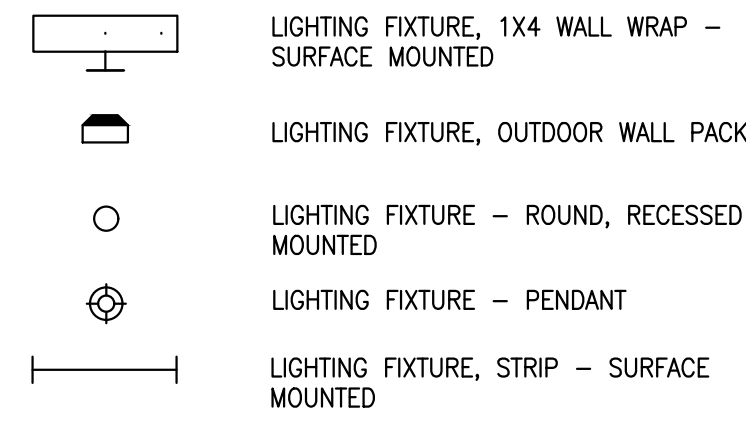 LIGHTING FIXTURE, 1X4 WALL WRAP –
SURFACE MOUNTED
LIGHTING FIXTURE, OUTDOOR WALL PACK
LIGHTING FIXTURE – ROUND, RECESSED
MOUNTED
LIGHTING FIXTURE – PENDANT
LIGHTING FIXTURE, STRIP – SURFACE
MOUNTED